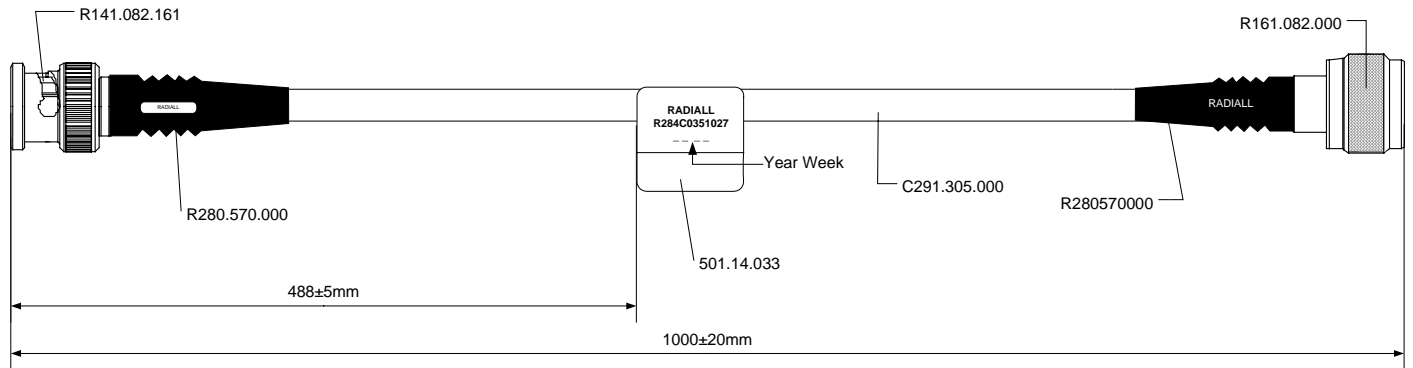 R141.082.161
R161.082.000
RADIALL
RADIALL
R284C0351027
RADIALL
Year Week
C291.305.000
R280570000
R280.570.000
501.14.033
488±5mm
1000±20mm